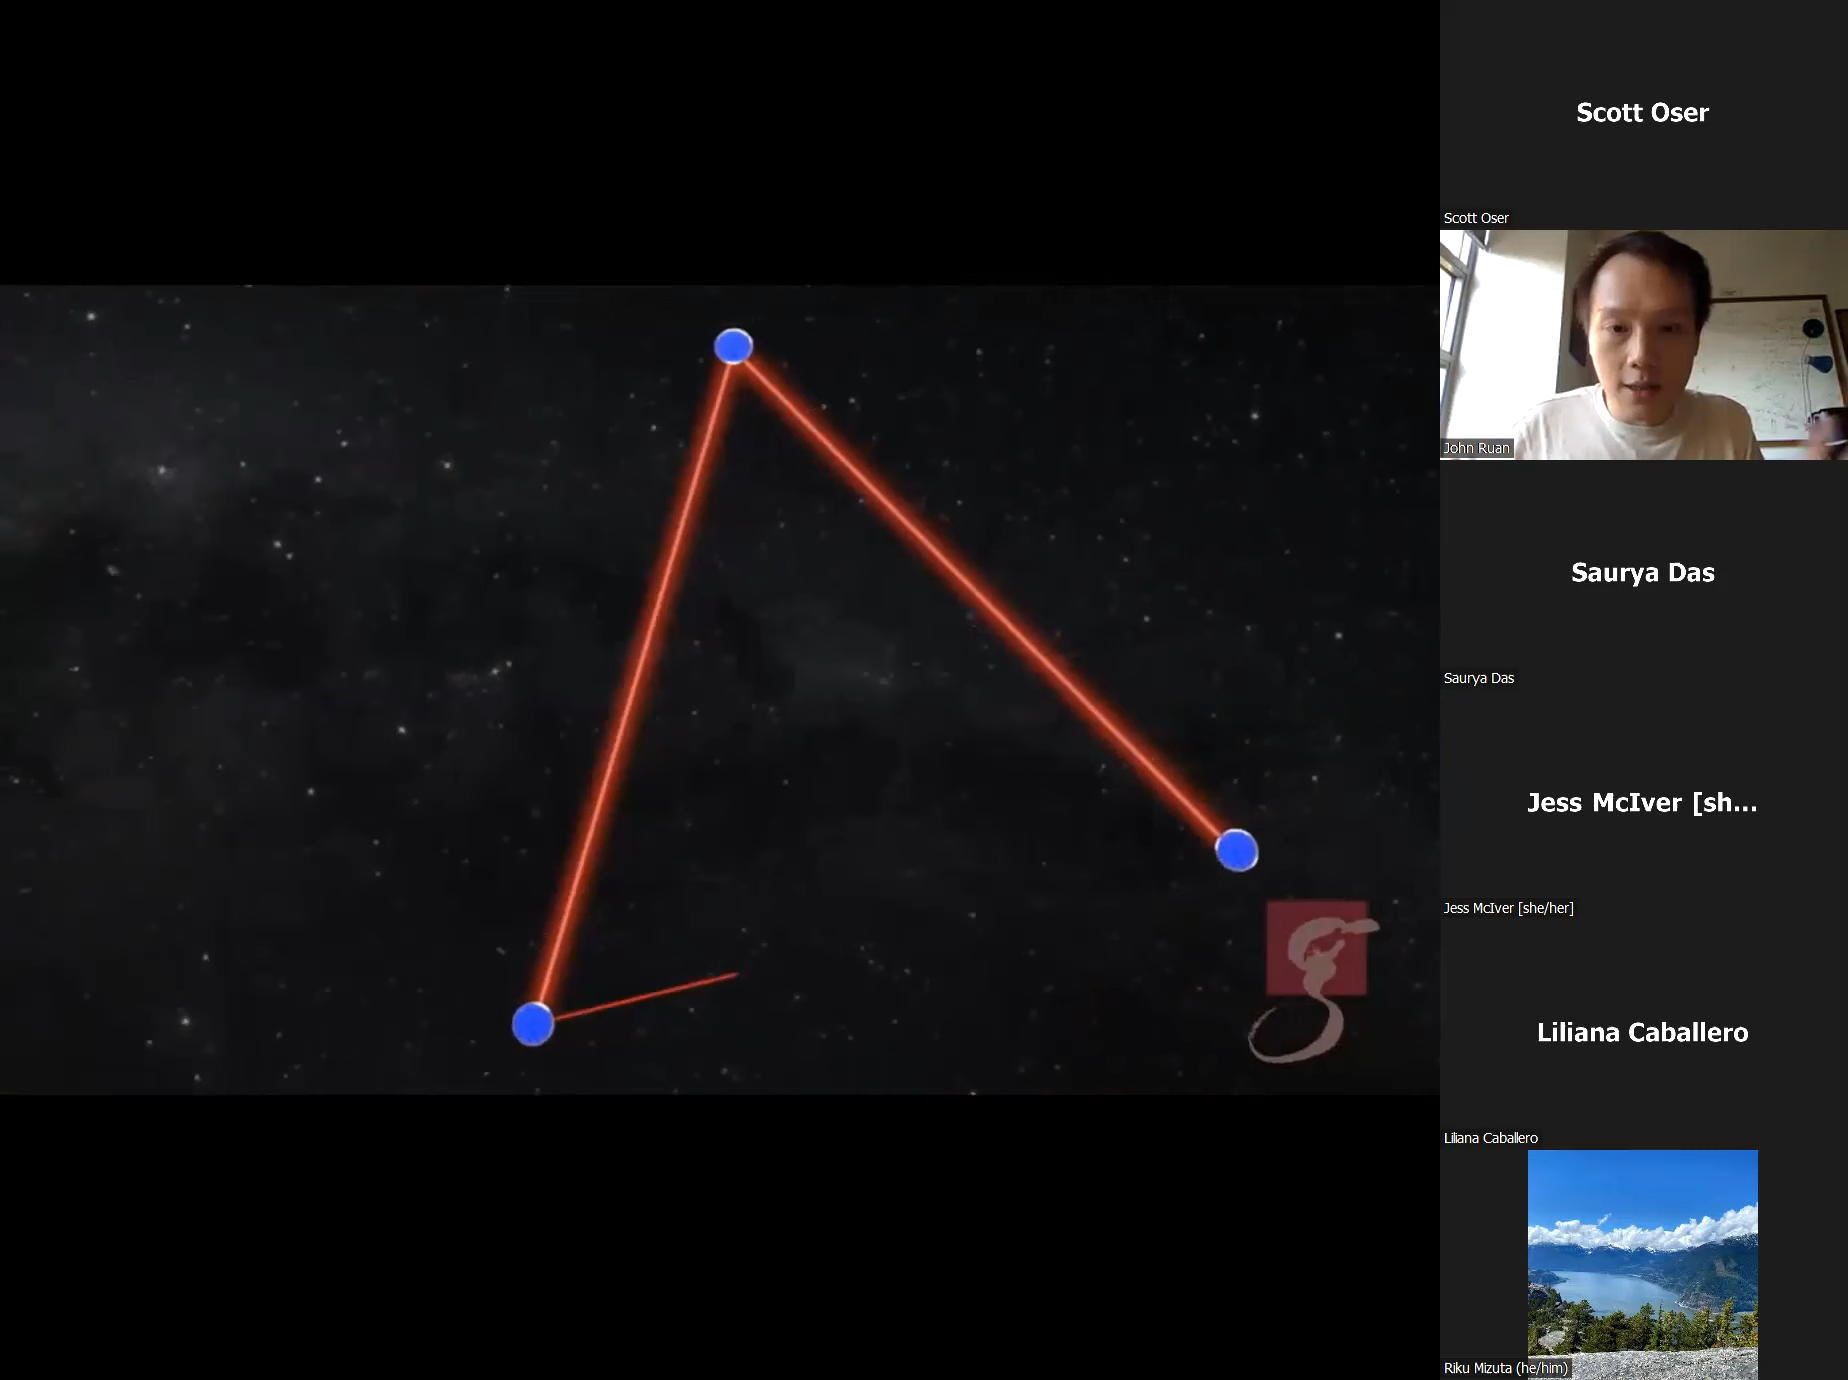 Scott Oser
Scott Oser
John Ruan
Saurya Das
Saurya Das
Jess McIver [sh...
Jess McIver [she/her]
Liliana Caballero
Liliana Caballero
Riku Mizuta (he/him)